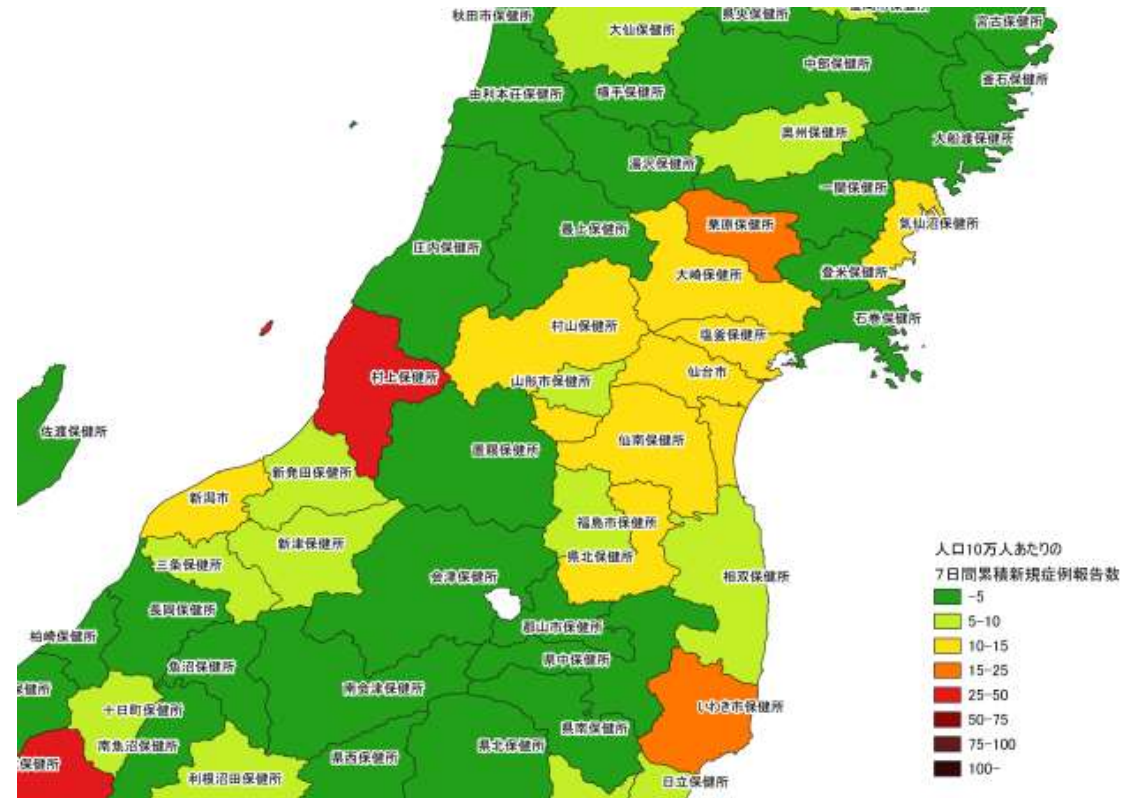 秋田市保健所
県央保健所
宮古保健所
大仙保健所
中部保健所
釜石保健所
由利本荘保健所
横手保健所
奥州保健所
大船渡保健所
湯沢保健所
一関保健所
栗原保健所
気仙沼保健所
最上保健所
庄内保健所
大崎保健所
登米保健所
石巻保健所
村山保健所
塩釜保健所
村上保健所
山形市保健所
仙台市
佐渡保健所
仙南保健所
置賜保健所
新発田保健所
新潟市
福島市保健所
新津保健所
県北保健所
三条保健所
会津保健所
相双保健所
長岡保健所
郡山市保健所
柏崎保健所
県中保健所
魚沼保健所
南会津保健所
保健所
十日町保健所
いわき市保健所
県南保健所
南魚沼保健所
県北保健所
県西保健所
保健所
利根沼田保健所
日立保健所
人口10万人あたりの
7日間累積新規症例報告数
-5
5-10
10-15
15-25
25-50
50-75
75-100
100-